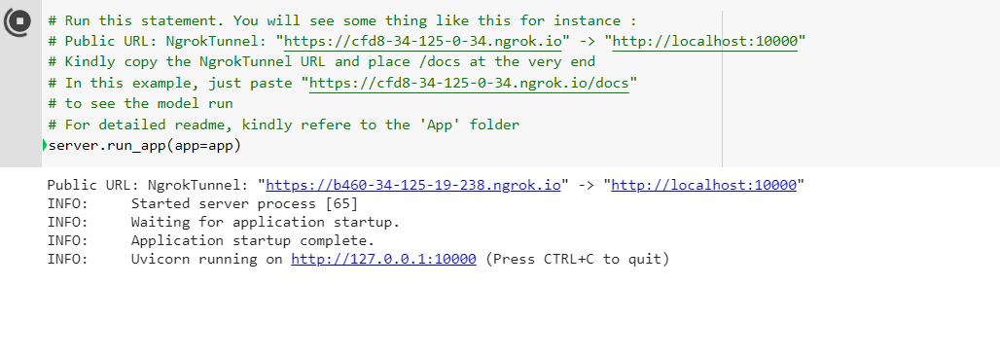 # Run this statement. You will see some thing like this for instance :
# Public URL: NgrokTunnel: "https://cfd8-34-125-0-34.ngrok.io" -> "http://localhost:10000"
# Kindly copy the NgrokTunnel URL and place /docs at the very end
# In this example, just paste "https://cfd8-34-125-0-34.ngrok.io/docs"
# to see the model run
# For detailed readme, kindly refere to the 'App' folder
server.run_app(app=app)
Public URL: NgrokTunnel: "https://b460-34-125-19-238.ngrok.io" -> "http://localhost:10000"
INFO:     Started server process [65]
INFO:     Waiting for application startup.
INFO:     Application startup complete.
INFO:     Uvicorn running on http://127.0.0.1:10000 (Press CTRL+C to quit)